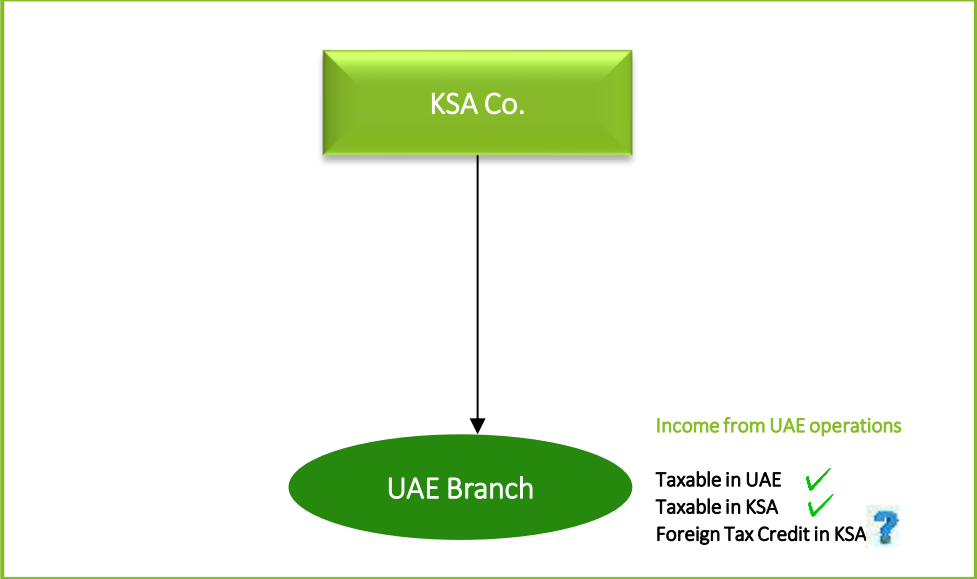 KSA Co.
UAE Branch
Income from UAE operations
Taxable in UAE
Taxable in KSA
Foreign Tax Credit in KSA